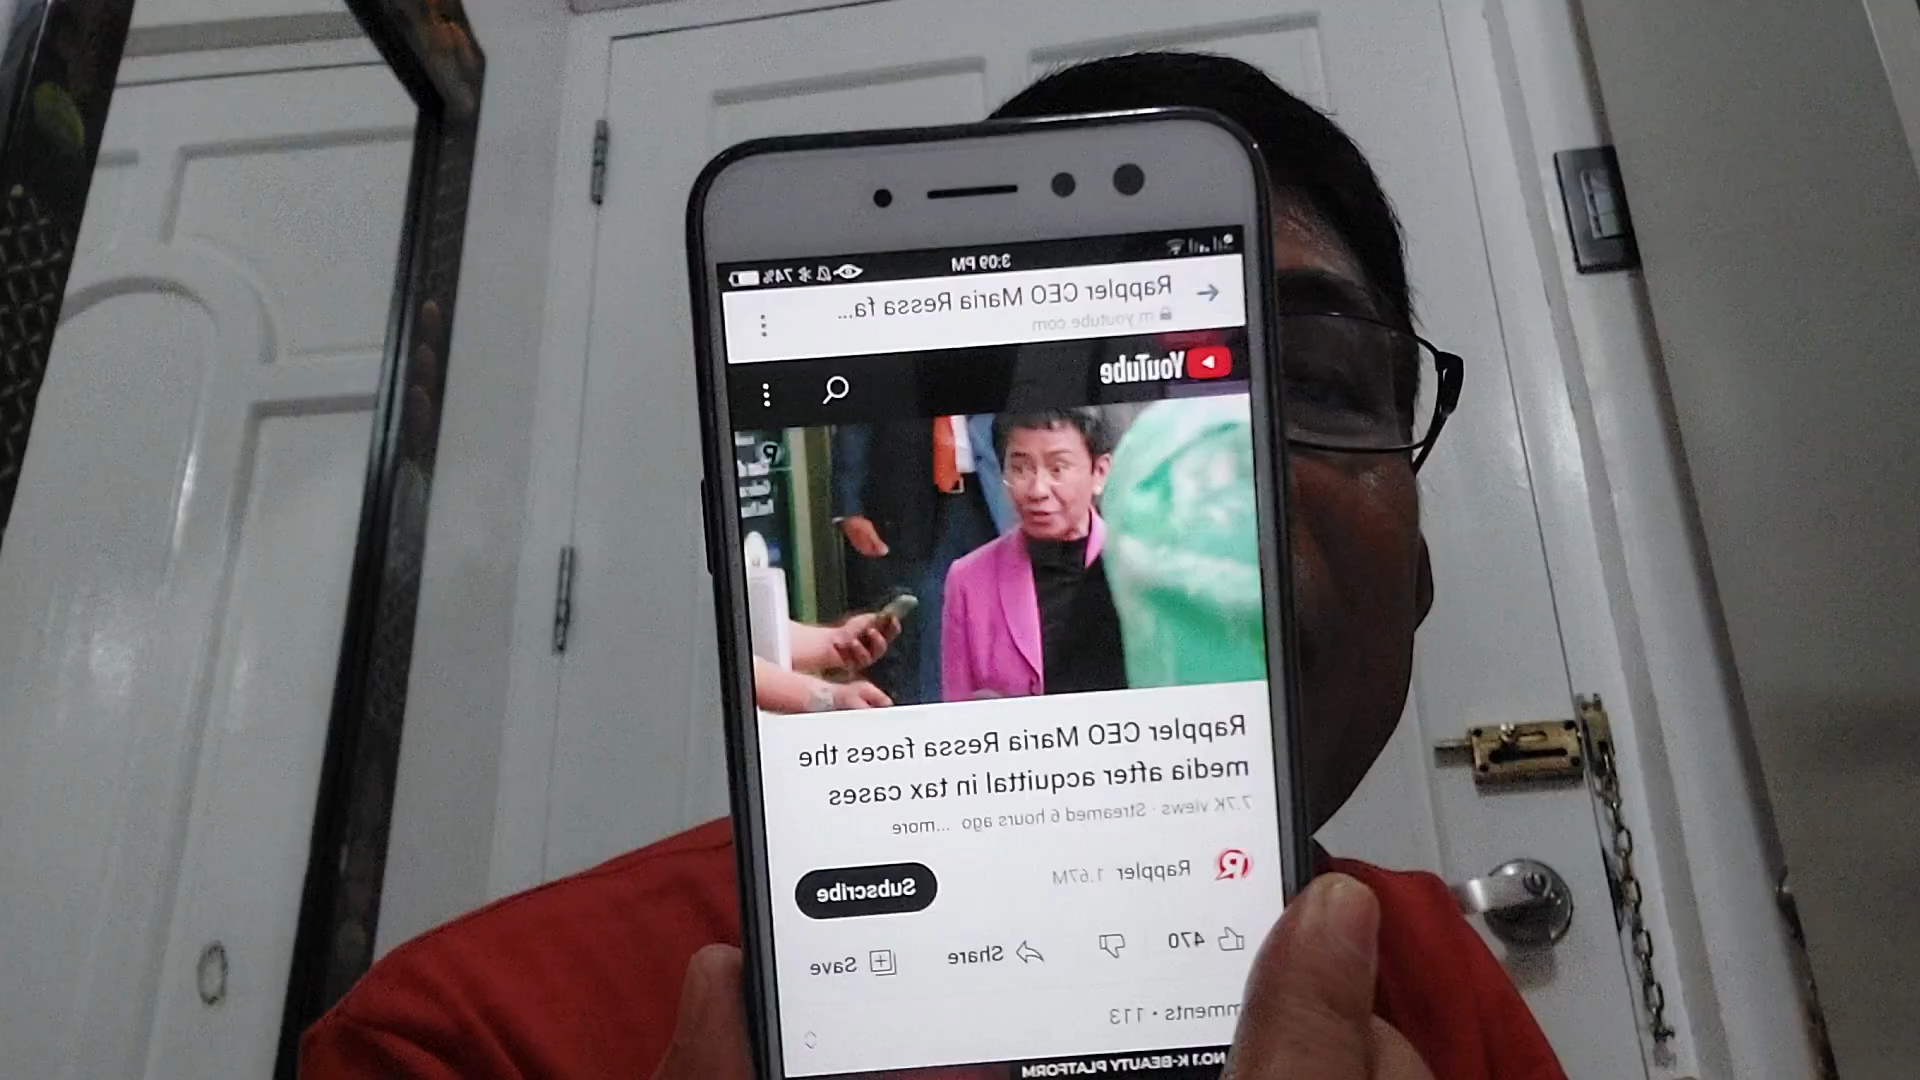 3:09 PM
74%
Rappler CEO Maria Ressa fa...
m.youtube.com
YouTube
Rappler CEO Maria Ressa faces the
media after acquittal in tax cases
7.7K views · Streamed 6 hours ago ...more
Rappler 1.67M
Subscribe
470
Share
Save
mments • 113
NO.1 K-BEAUTY PLATFORM